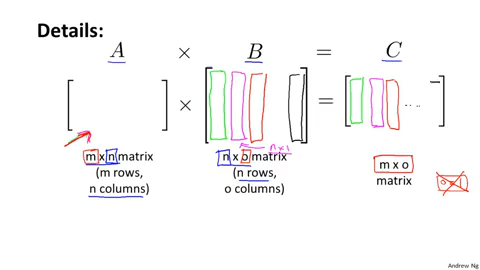 Details:
A × B = C
× =
n x 1
m x n matrix n x o matrix m x o
(m rows, (n rows, matrix
n columns) o columns)
Andrew Ng